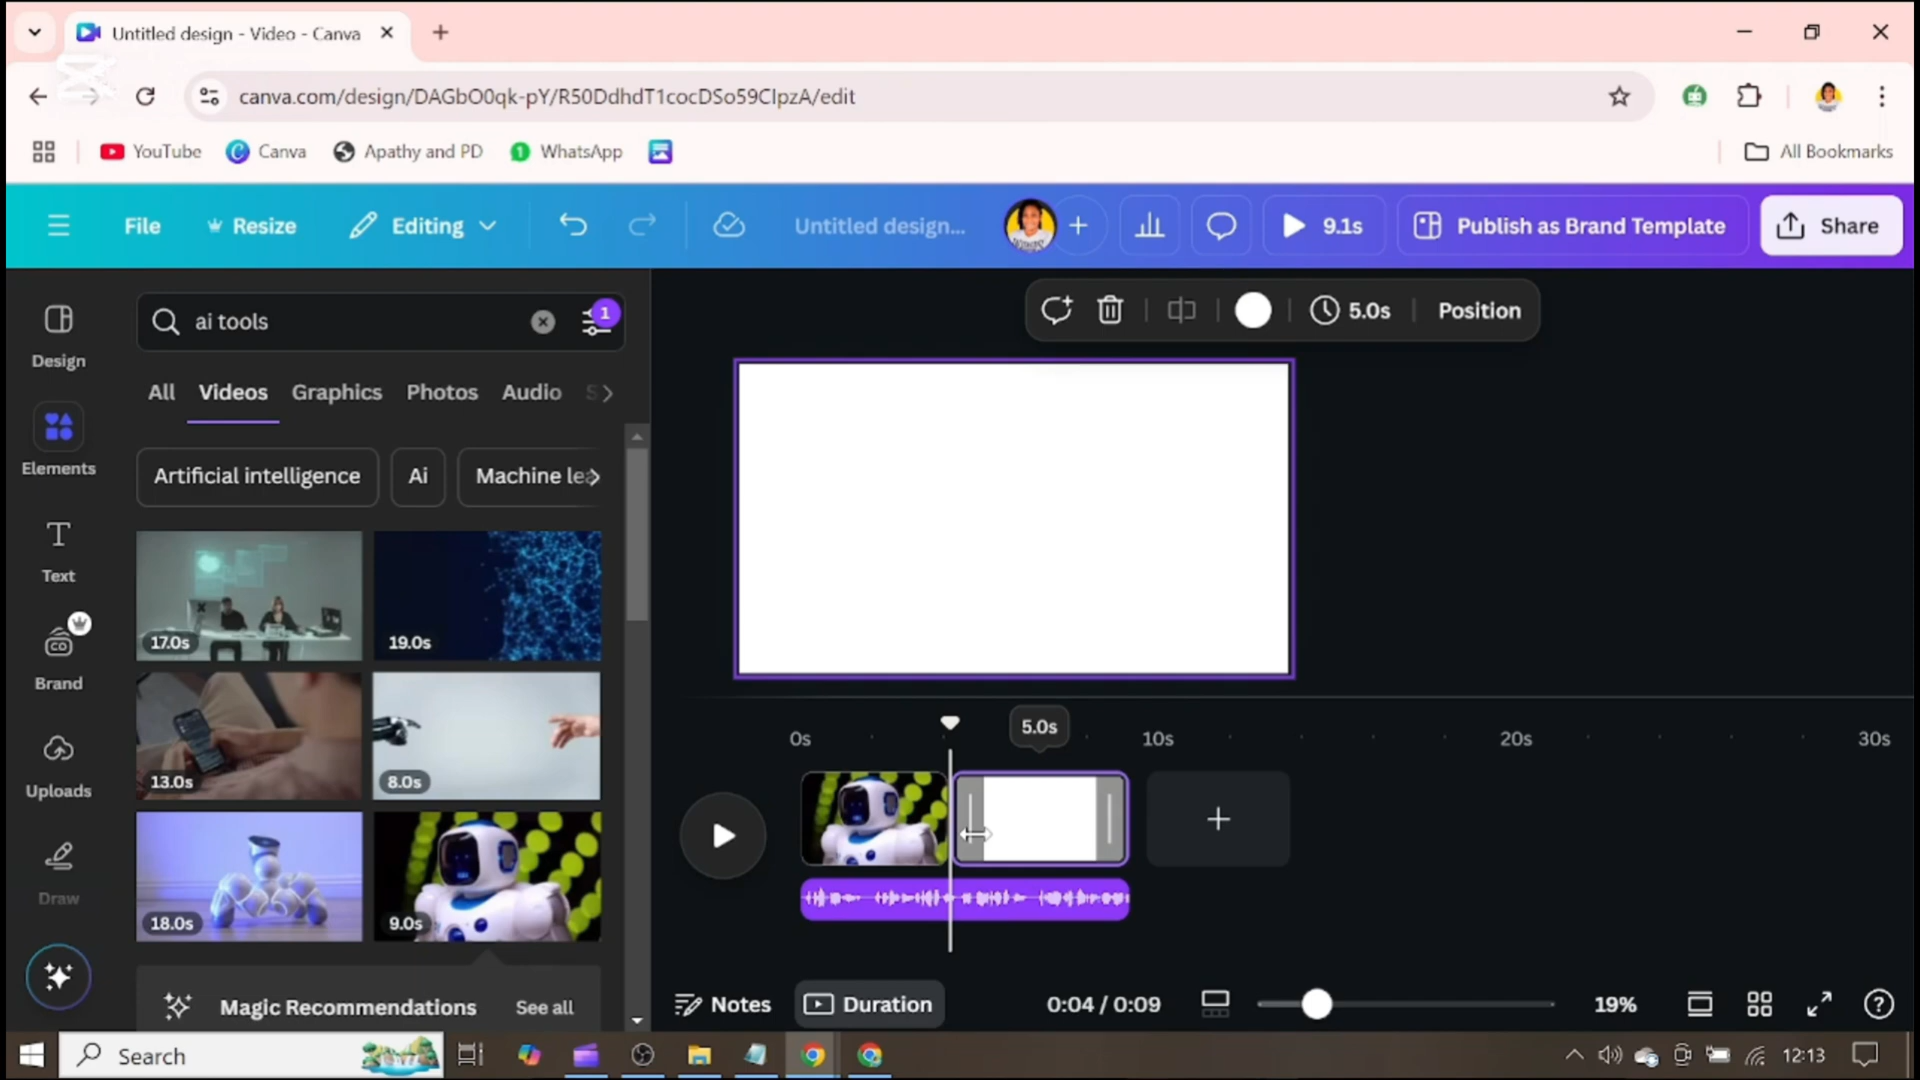 Untitled design - Video - Canva
canva.com/design/DAGbO0qk-pY/R50DdhdT1cocDSo59CIpzA/edit
YouTube
Canva
Apathy and PD
WhatsApp
All Bookmarks
File
Resize
Editing
Untitled design...
9.1s
Publish as Brand Template
Share
Design
Elements
Text
Brand
Uploads
Draw
ai tools
1
All
Videos
Graphics
Photos
Audio
S
Artificial intelligence
Ai
Machine lea
17.0s
19.0s
13.0s
8.0s
18.0s
9.0s
Magic Recommendations
See all
5.0s
Position
5.0s
0s
10s
20s
30s
Notes
Duration
0:04 / 0:09
19%
Search
12:13